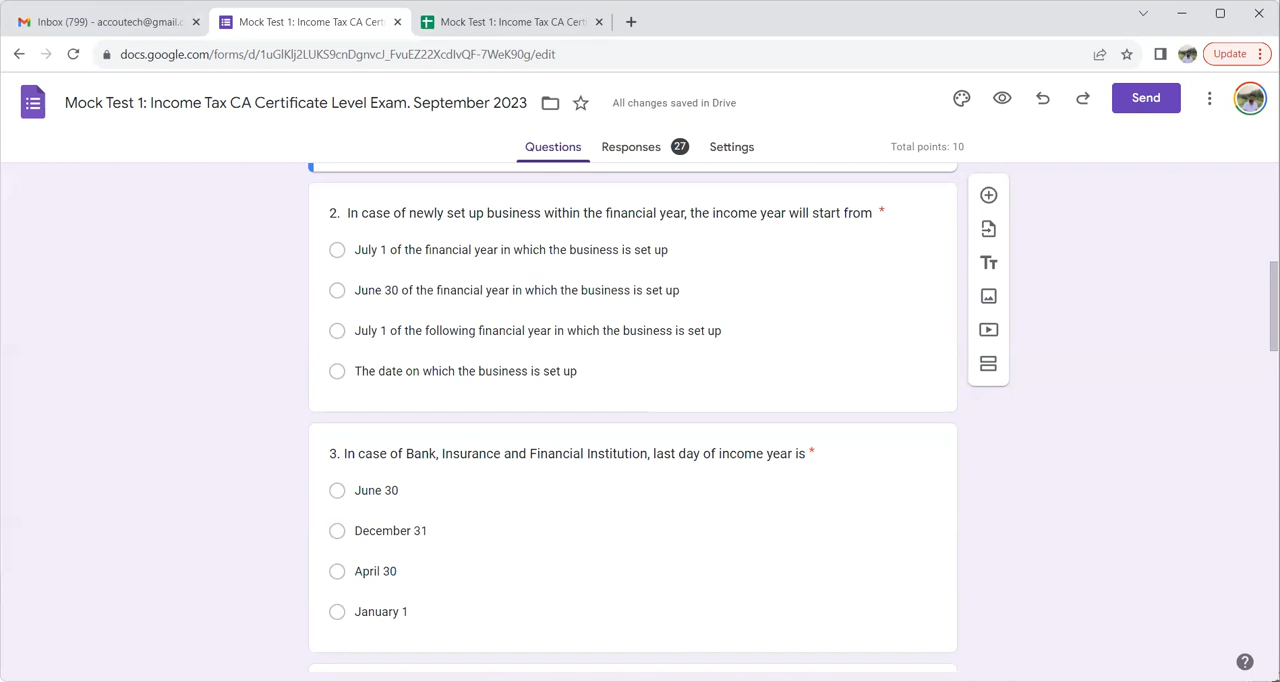 Inbox (799) - accoutech@gmail.c
Mock Test 1: Income Tax CA Cert
Mock Test 1: Income Tax CA Cert
docs.google.com/forms/d/1uGlKlj2LUKS9cnDgnvcJ_FvuEZ22XcdlvQF-7WeK90g/edit
Update
Mock Test 1: Income Tax CA Certificate Level Exam. September 2023
All changes saved in Drive
Send
Questions
Responses 27
Settings
Total points: 10
2. In case of newly set up business within the financial year, the income year will start from *
July 1 of the financial year in which the business is set up
June 30 of the financial year in which the business is set up
July 1 of the following financial year in which the business is set up
The date on which the business is set up
3. In case of Bank, Insurance and Financial Institution, last day of income year is *
June 30
December 31
April 30
January 1